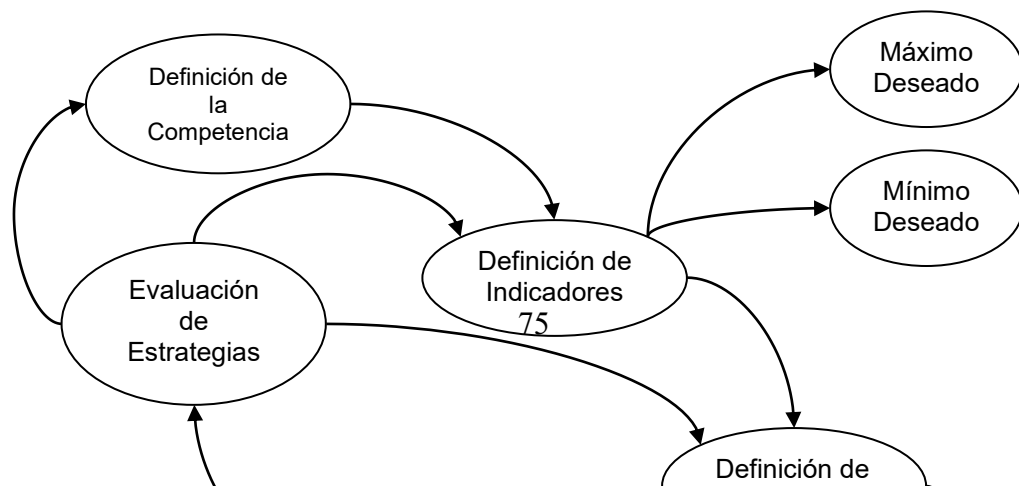 Definición de
la
Competencia
Máximo
Deseado
Mínimo
Deseado
Evaluación
de
Estrategias
Definición de
Indicadores
75
Definición de